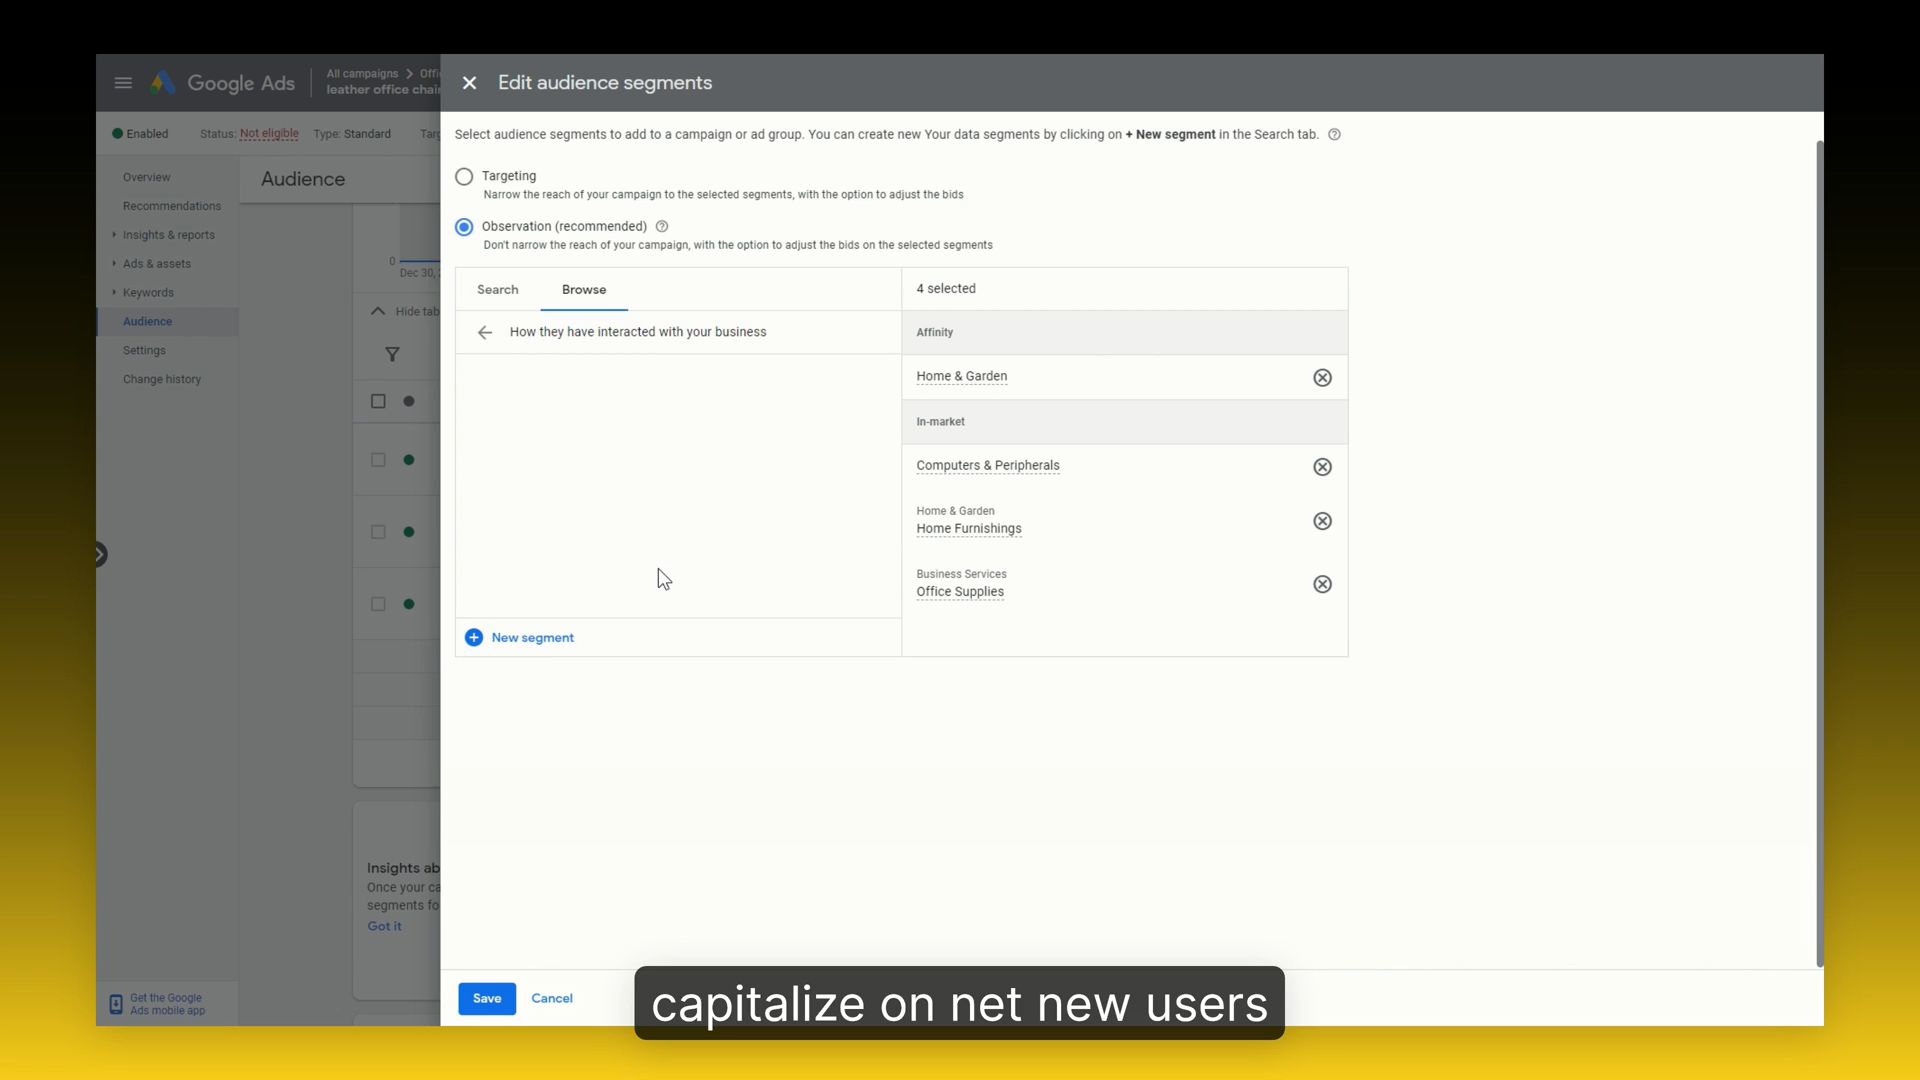 Google Ads
All campaigns > Offi
leather office chair
Edit audience segments
Enabled
Status: Not eligible
Type: Standard
Targ
Select audience segments to add to a campaign or ad group. You can create new Your data segments by clicking on + New segment in the Search tab.
Overview
Recommendations
Insights & reports
Ads & assets
Keywords
Audience
Settings
Change history
Audience
0
Dec 30,
Hide tab
Targeting
Narrow the reach of your campaign to the selected segments, with the option to adjust the bids
Observation (recommended)
Don't narrow the reach of your campaign, with the option to adjust the bids on the selected segments
Search
Browse
4 selected
How they have interacted with your business
Affinity
Home & Garden
In-market
Computers & Peripherals
Home & Garden
Home Furnishings
Business Services
Office Supplies
New segment
Insights ab
Once your ca
segments fo
Got it
Get the Google
Ads mobile app
Save
Cancel
capitalize on net new users